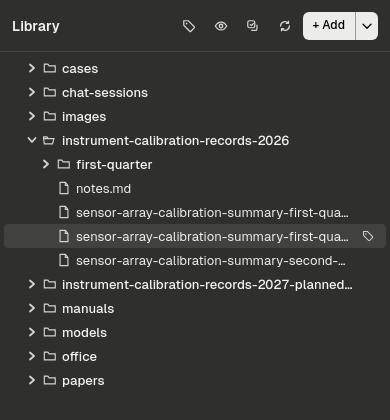 Library
+ Add
cases
chat-sessions
images
instrument-calibration-records-2026
first-quarter
notes.md
sensor-array-calibration-summary-first-qua...
sensor-array-calibration-summary-first-qua...
sensor-array-calibration-summary-second-...
instrument-calibration-records-2027-planned...
manuals
models
office
papers